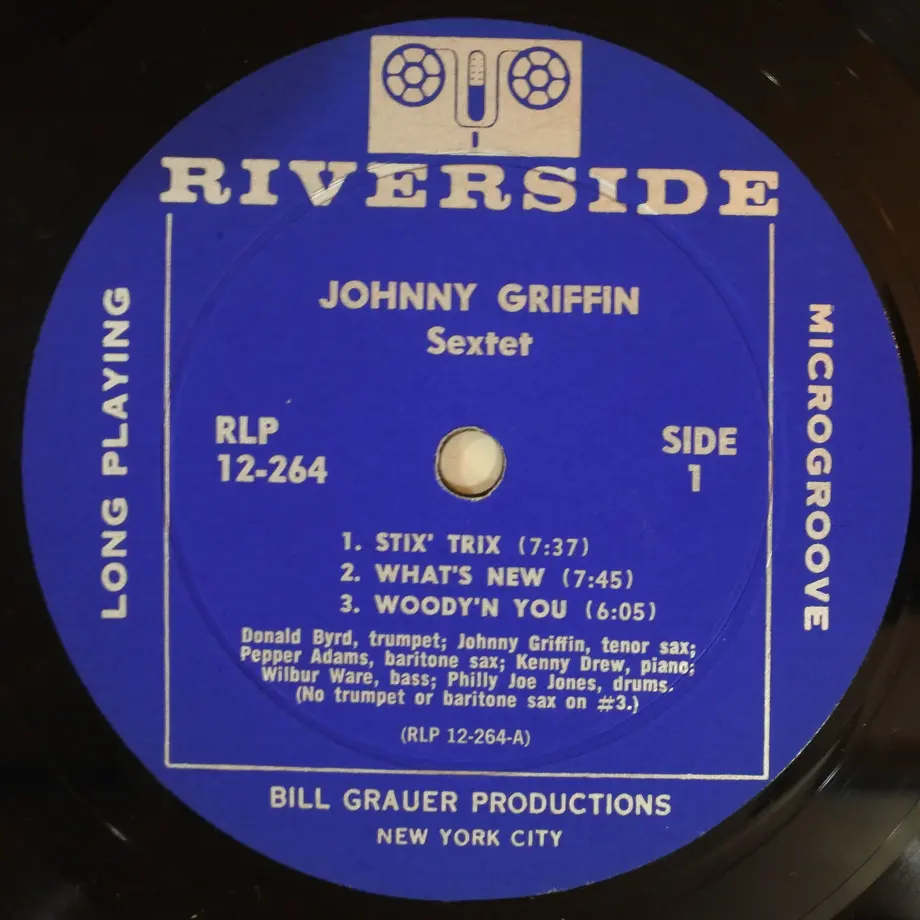 RIVERSIDE
LONG PLAYING
MICROGROOVE
JOHNNY GRIFFIN
Sextet
RLP
12-264
SIDE
1
1. STIX' TRIX (7:37)
2. WHAT'S NEW (7:45)
3. WOODY'N YOU (6:05)
Donald Byrd, trumpet; Johnny Griffin, tenor sax;
Pepper Adams, baritone sax; Kenny Drew, piano;
Wilbur Ware, bass; Philly Joe Jones, drums.
(No trumpet or baritone sax on #3.)
(RLP 12-264-A)
BILL GRAUER PRODUCTIONS
NEW YORK CITY